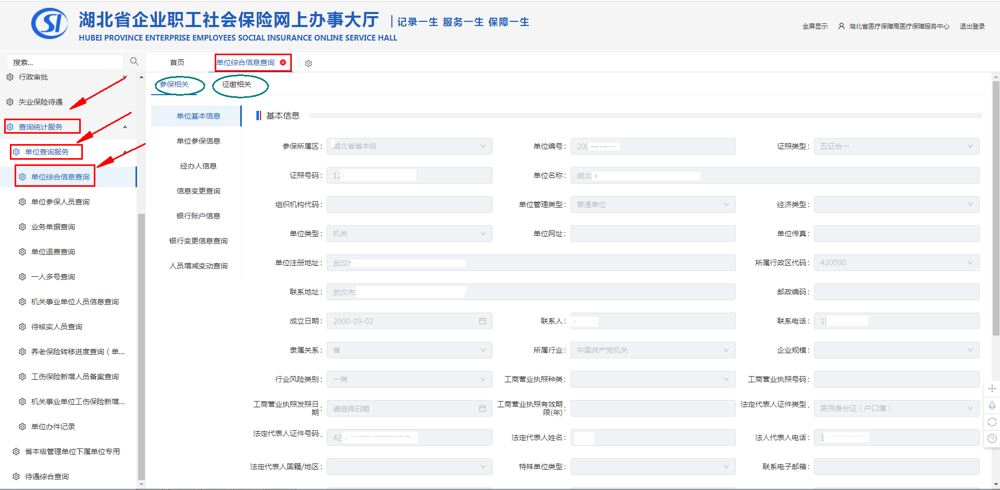 湖北省企业职工社会保险网上办事大厅 | 记录一生 服务一生 保障一生
HUBEI PROVINCE ENTERPRISE EMPLOYEES SOCIAL INSURANCE ONLINE SERVICE HALL
全屏显示 湖北省医疗保障局医疗保障服务中心 退出登录
搜索...
行政审批
失业保险待遇
查询统计服务
单位查询服务
单位综合信息查询
单位参保人员查询
业务单据查询
单位退费查询
一人多号查询
机关事业单位人员信息查询
待核实人员查询
养老保险转移进度查询（单...
工伤保险新增人员备案查询
机关事业单位工伤保险新增...
单位办件记录
省本级管理单位下属单位专用
待遇综合查询
首页 单位综合信息查询
参保相关 征缴相关
单位基本信息
单位参保信息
经办人信息
信息变更查询
银行账户信息
银行变更信息查询
人员增减变动查询
基本信息
参保所属区： 湖北省省本级 单位编号： 200 证照类型： 五证合一
证照号码： 12 单位名称： 湖北
组织机构代码： 单位管理类型： 普通单位 经济类型：
单位类型： 机关 单位网址： 单位传真：
单位注册地址： 武汉市 所属行政区代码： 420000
联系地址： 武汉市 邮政编码：
成立日期： 2000-09-02 联系人： 联系电话： 15
隶属关系： 省 所属行业： 中国共产党机关 企业规模：
行业风险类别： 一类 工商营业执照种类： 工商营业执照号码：
工商营业执照发照日期： 请选择日期 工商营业执照有效期限(年)： 法定代表人证件类型： 居民身份证（户口簿）
法定代表人证件号码： 42 法定代表人姓名： 法人代表人电话： 1
法定代表人国籍/地区： 特殊单位类型： 联系电子邮箱：